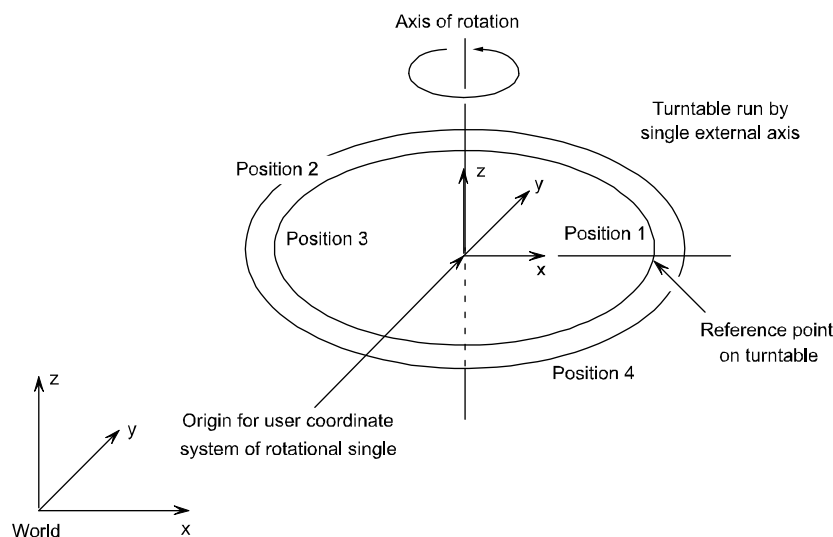 Axis of rotation
Turntable run by
single external axis
Position 2
z
y
Position 3
Position 1
x
Reference point
on turntable
Position 4
z
Origin for user coordinate
system of rotational single
y
World
x